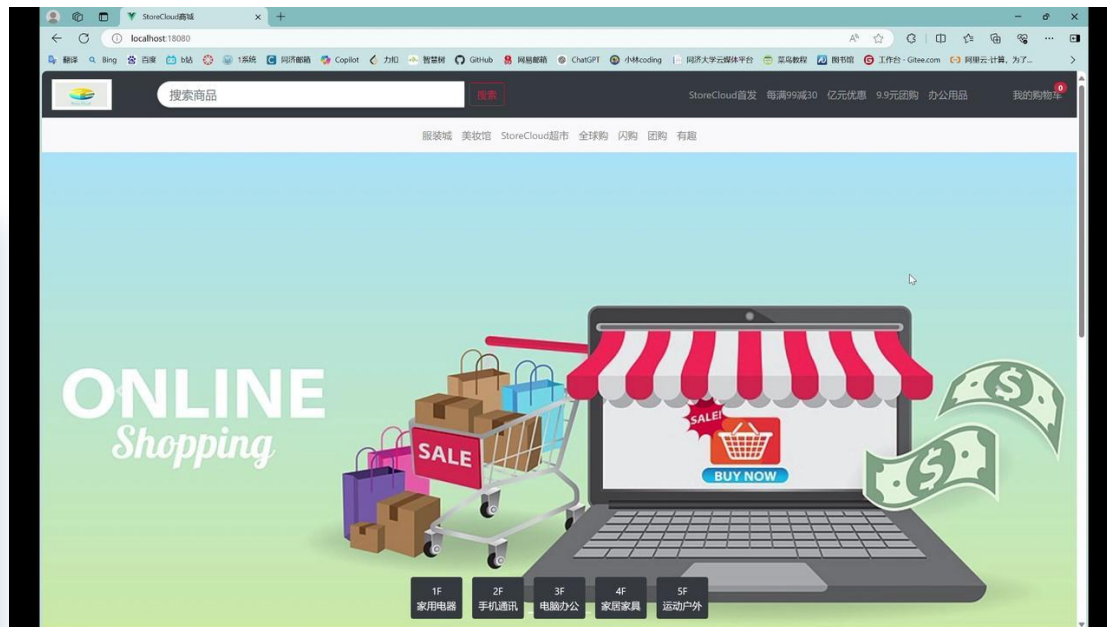 StoreCloud商城
localhost:18080
翻译 Bing 百度 b站 1系统 同济邮箱 Copilot 力扣 智慧树 GitHub 网易邮箱 ChatGPT 小林coding 同济大学云媒体平台 菜鸟教程 图书馆 工作台 - Gitee.com 阿里云-计算，为了...
搜索商品 搜索 StoreCloud首发 每满99减30 亿元优惠 9.9元团购 办公用品 我的购物车 0
服装城 美妆馆 StoreCloud超市 全球购 闪购 团购 有趣
ONLINE
Shopping
SALE
SALE!
BUY NOW
1F 2F 3F 4F 5F
家用电器 手机通讯 电脑办公 家居家具 运动户外